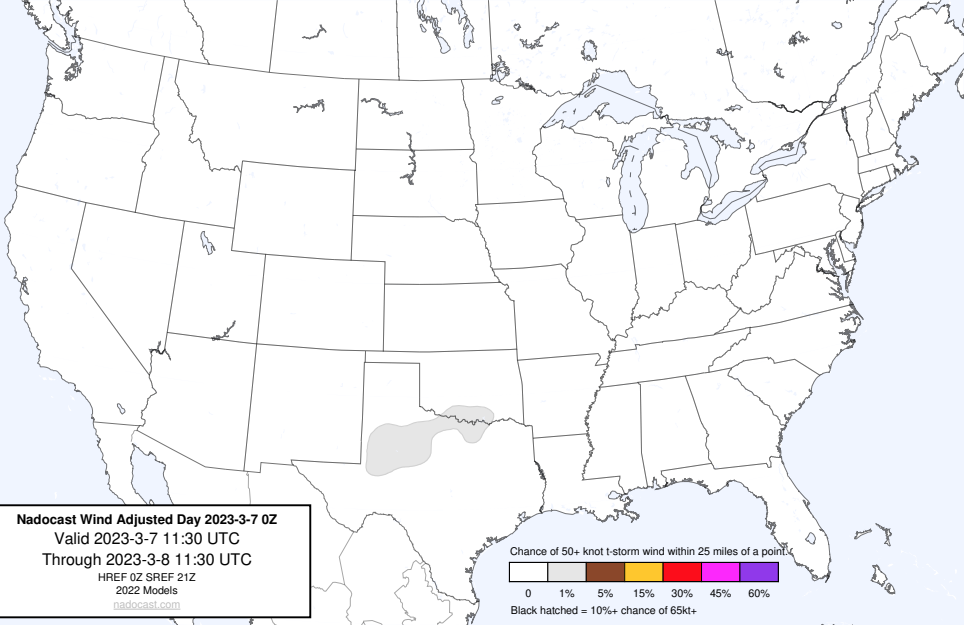 Nadocast Wind Adjusted Day 2023-3-7 0Z
Valid 2023-3-7 11:30 UTC
Through 2023-3-8 11:30 UTC
HREF 0Z SREF 21Z
2022 Models
nadocast.com
Chance of 50+ knot t-storm wind within 25 miles of a point.
0 1% 5% 15% 30% 45% 60%
Black hatched = 10%+ chance of 65kt+